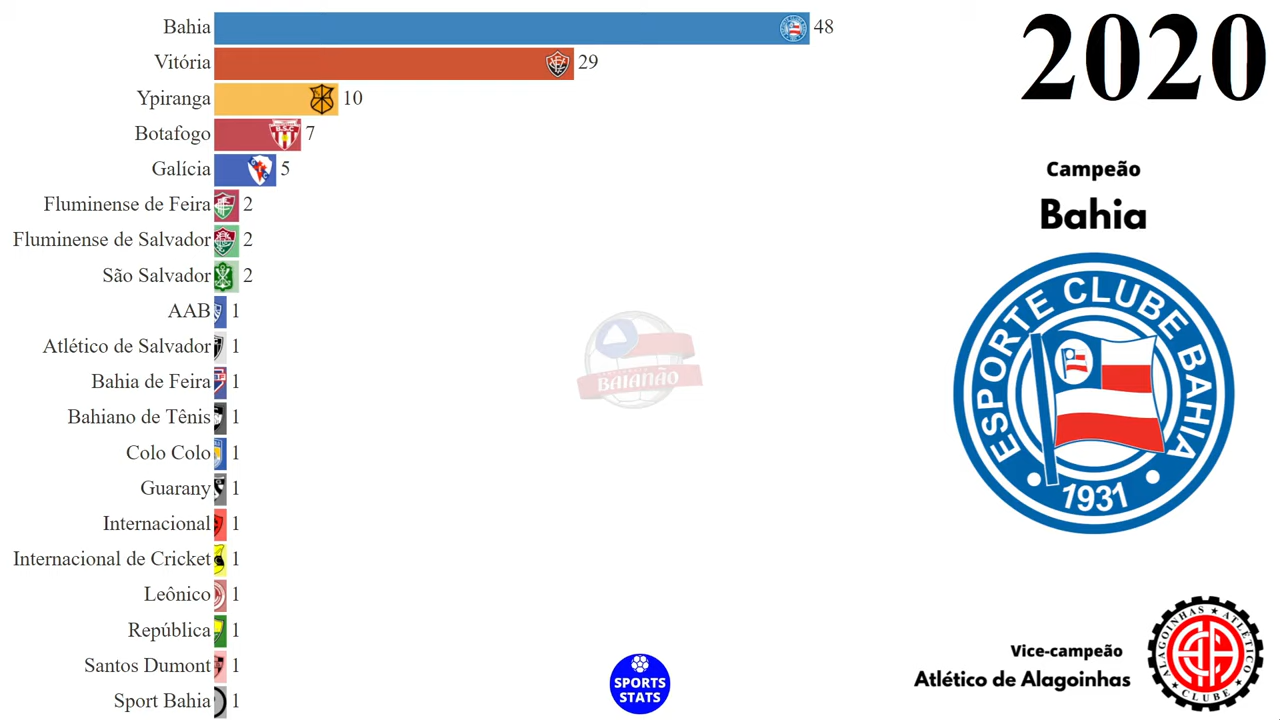 Bahia 48
Vitória 29
Ypiranga 10
Botafogo 7
Galícia 5
Fluminense de Feira 2
Fluminense de Salvador 2
São Salvador 2
AAB 1
Atlético de Salvador 1
Bahia de Feira 1
Bahiano de Tênis 1
Colo Colo 1
Guarany 1
Internacional 1
Internacional de Cricket 1
Leônico 1
República 1
Santos Dumont 1
Sport Bahia 1
BAIANÃO
SPORTS
STATS
2020
Campeão
Bahia
ESPORTE CLUBE BAHIA
1931
Vice-campeão
Atlético de Alagoinhas
ALAGOINHAS ATLÉTICO
CLUBE